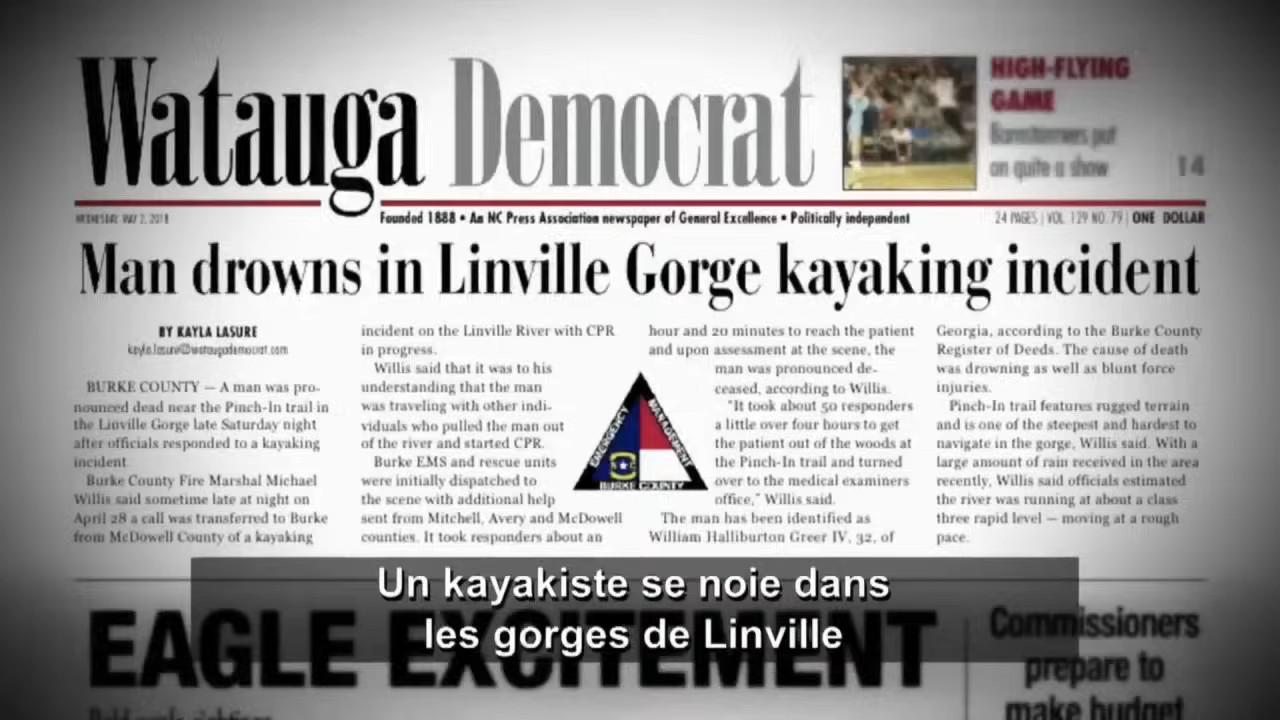 Watauga Democrat
HIGH-FLYING
GAME
Barnstormers put
on quite a show
14
WEDNESDAY, MAY 2, 2018
Founded 1888 • An NC Press Association newspaper of General Excellence • Politically independent
24 PAGES | VOL. 129 NO. 79 | ONE DOLLAR
Man drowns in Linville Gorge kayaking incident
BY KAYLA LASURE
kayla.lasure@wataugademocrat.com
BURKE COUNTY — A man was pro-
nounced dead near the Pinch-In trail in
the Linville Gorge late Saturday night
after officials responded to a kayaking
incident.
Burke County Fire Marshal Michael
Willis said sometime late at night on
April 28 a call was transferred to Burke
from McDowell County of a kayaking
incident on the Linville River with CPR
in progress.
Willis said that it was to his
understanding that the man
was traveling with other indi-
viduals who pulled the man out
of the river and started CPR.
Burke EMS and rescue units
were initially dispatched to
the scene with additional help
sent from Mitchell, Avery and McDowell
counties. It took responders about an
EMERGENCY
MANAGEMENT
BURKE COUNTY
hour and 20 minutes to reach the patient
and upon assessment at the scene, the
man was pronounced de-
ceased, according to Willis.
"It took about 50 responders
a little over four hours to get
the patient out of the woods at
the Pinch-In trail and turned
over to the medical examiners
office," Willis said.
The man has been identified as
William Halliburton Greer IV, 32, of
Georgia, according to the Burke County
Register of Deeds. The cause of death
was drowning as well as blunt force
injuries.
Pinch-In trail features rugged terrain
and is one of the steepest and hardest to
navigate in the gorge, Willis said. With a
large amount of rain received in the area
recently, Willis said officials estimated
the river was running at about a class
three rapid level — moving at a rough
pace.
Un kayakiste se noie dans
les gorges de Linville
EAGLE EXCITEMENT
Commissioners
prepare to
make budget